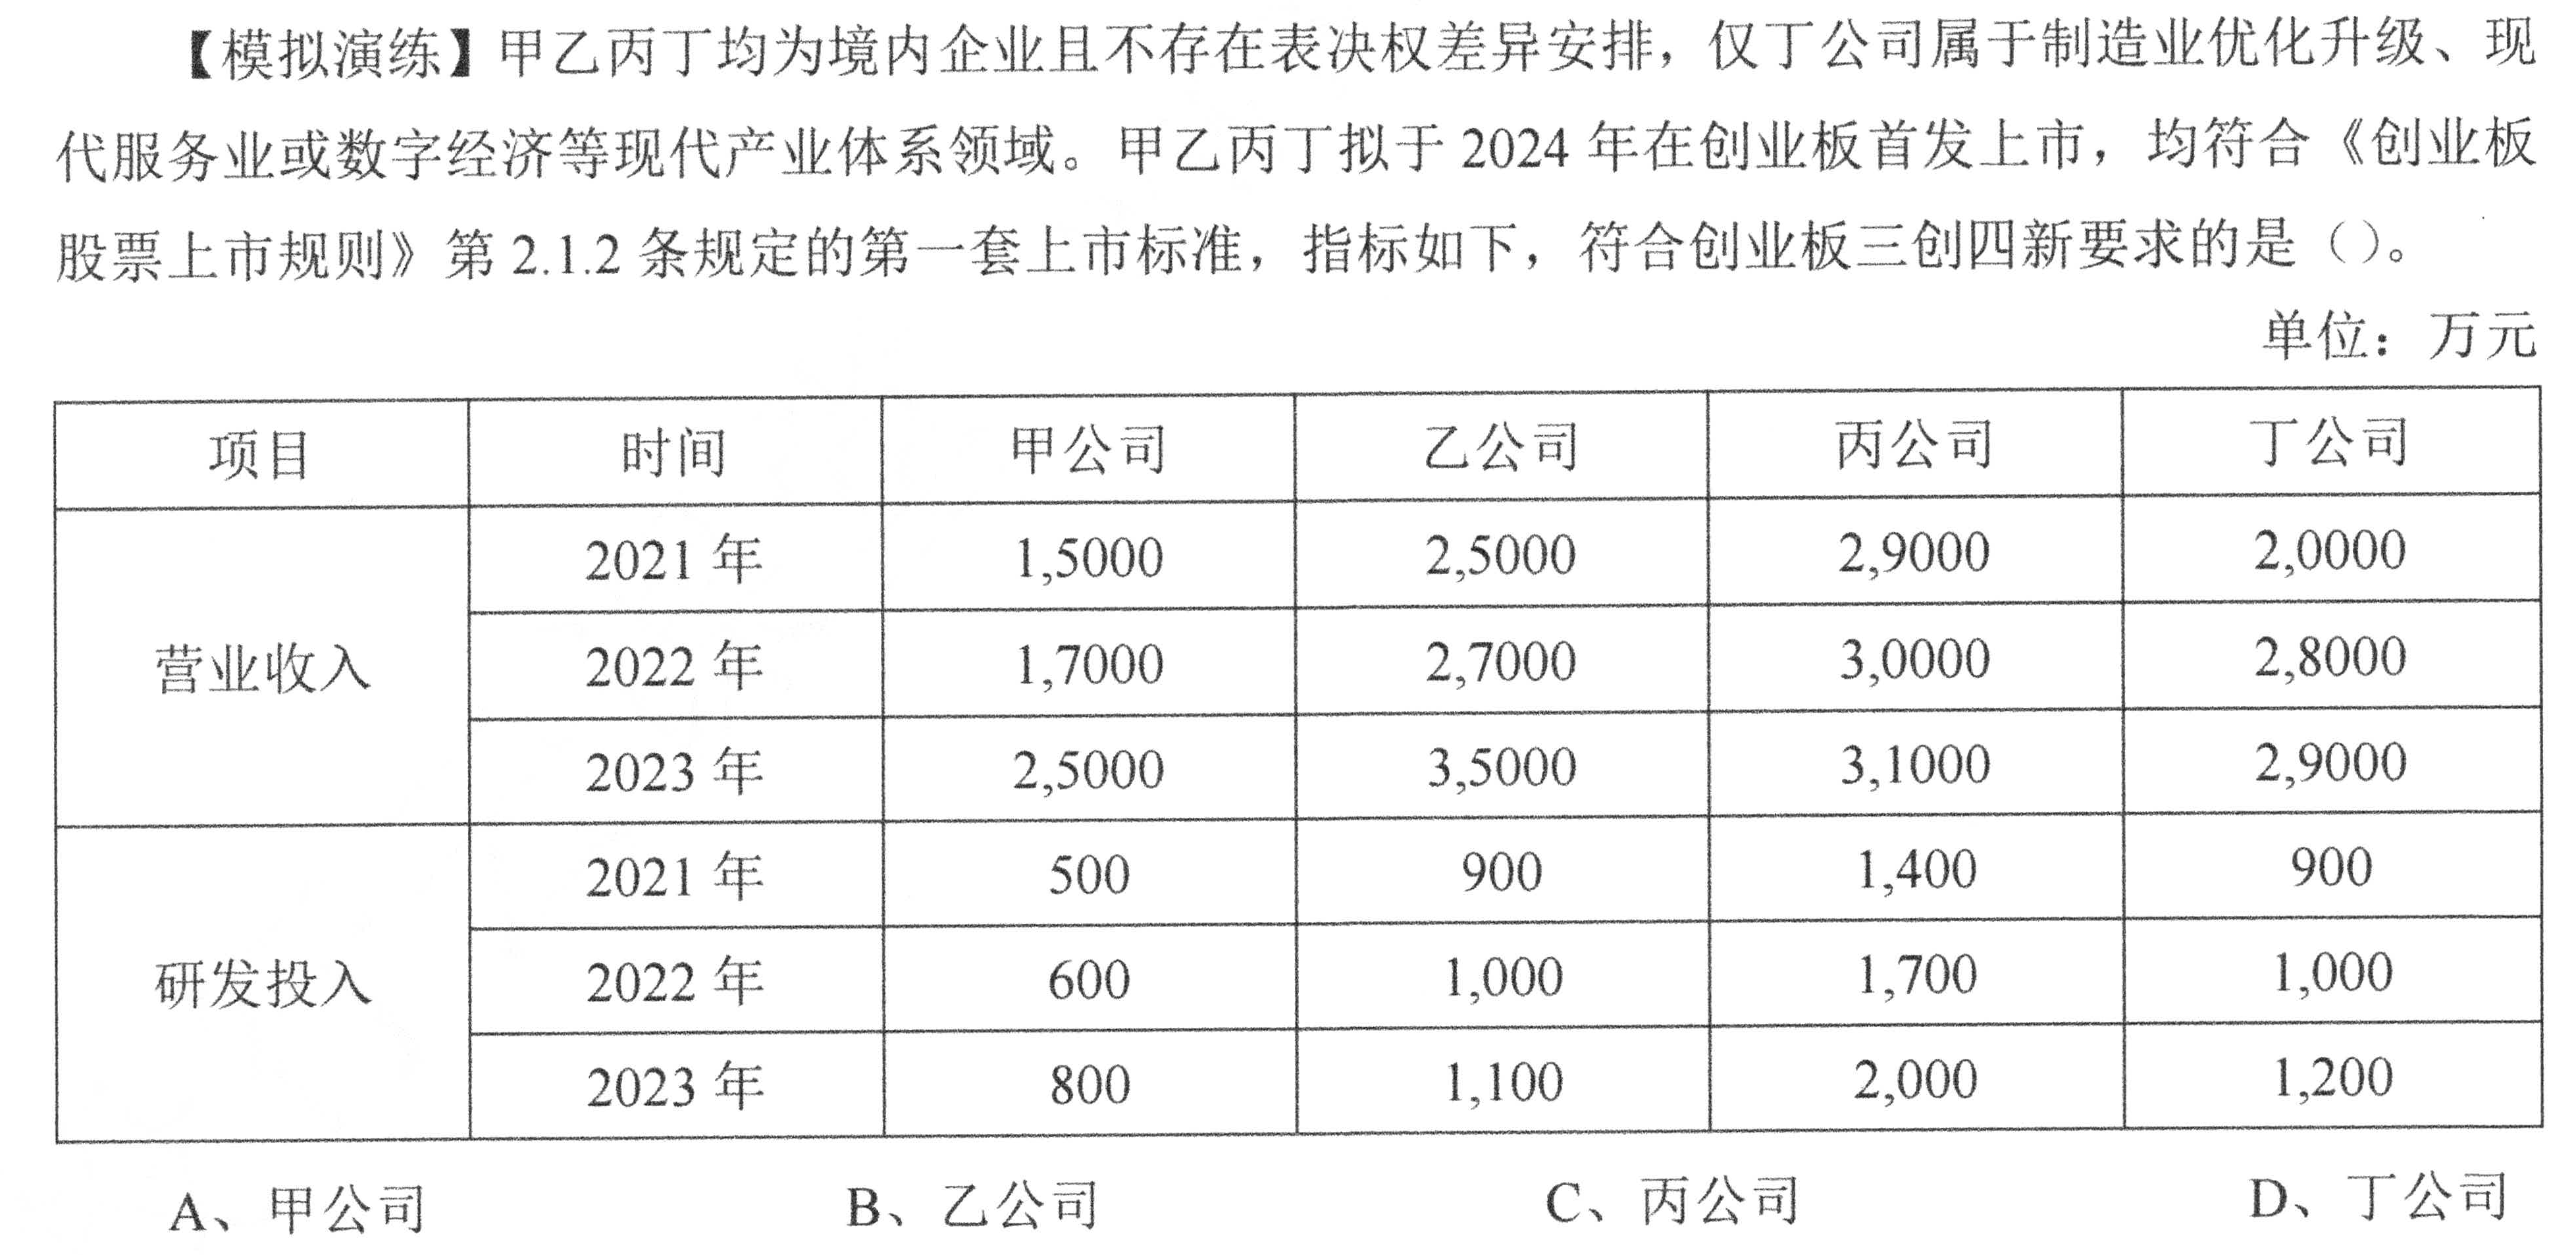 【模拟演练】甲乙丙丁均为境内企业且不存在表决权差异安排，仅丁公司属于制造业优化升级、现
代服务业或数字经济等现代产业体系领域。甲乙丙丁拟于 2024 年在创业板首发上市，均符合《创业板
股票上市规则》第 2.1.2 条规定的第一套上市标准，指标如下，符合创业板三创四新要求的是（）。
单位：万元
项目 时间 甲公司 乙公司 丙公司 丁公司
营业收入 2021 年 1,5000 2,5000 2,9000 2,0000
2022 年 1,7000 2,7000 3,0000 2,8000
2023 年 2,5000 3,5000 3,1000 2,9000
研发投入 2021 年 500 900 1,400 900
2022 年 600 1,000 1,700 1,000
2023 年 800 1,100 2,000 1,200
A、甲公司 B、乙公司 C、丙公司 D、丁公司